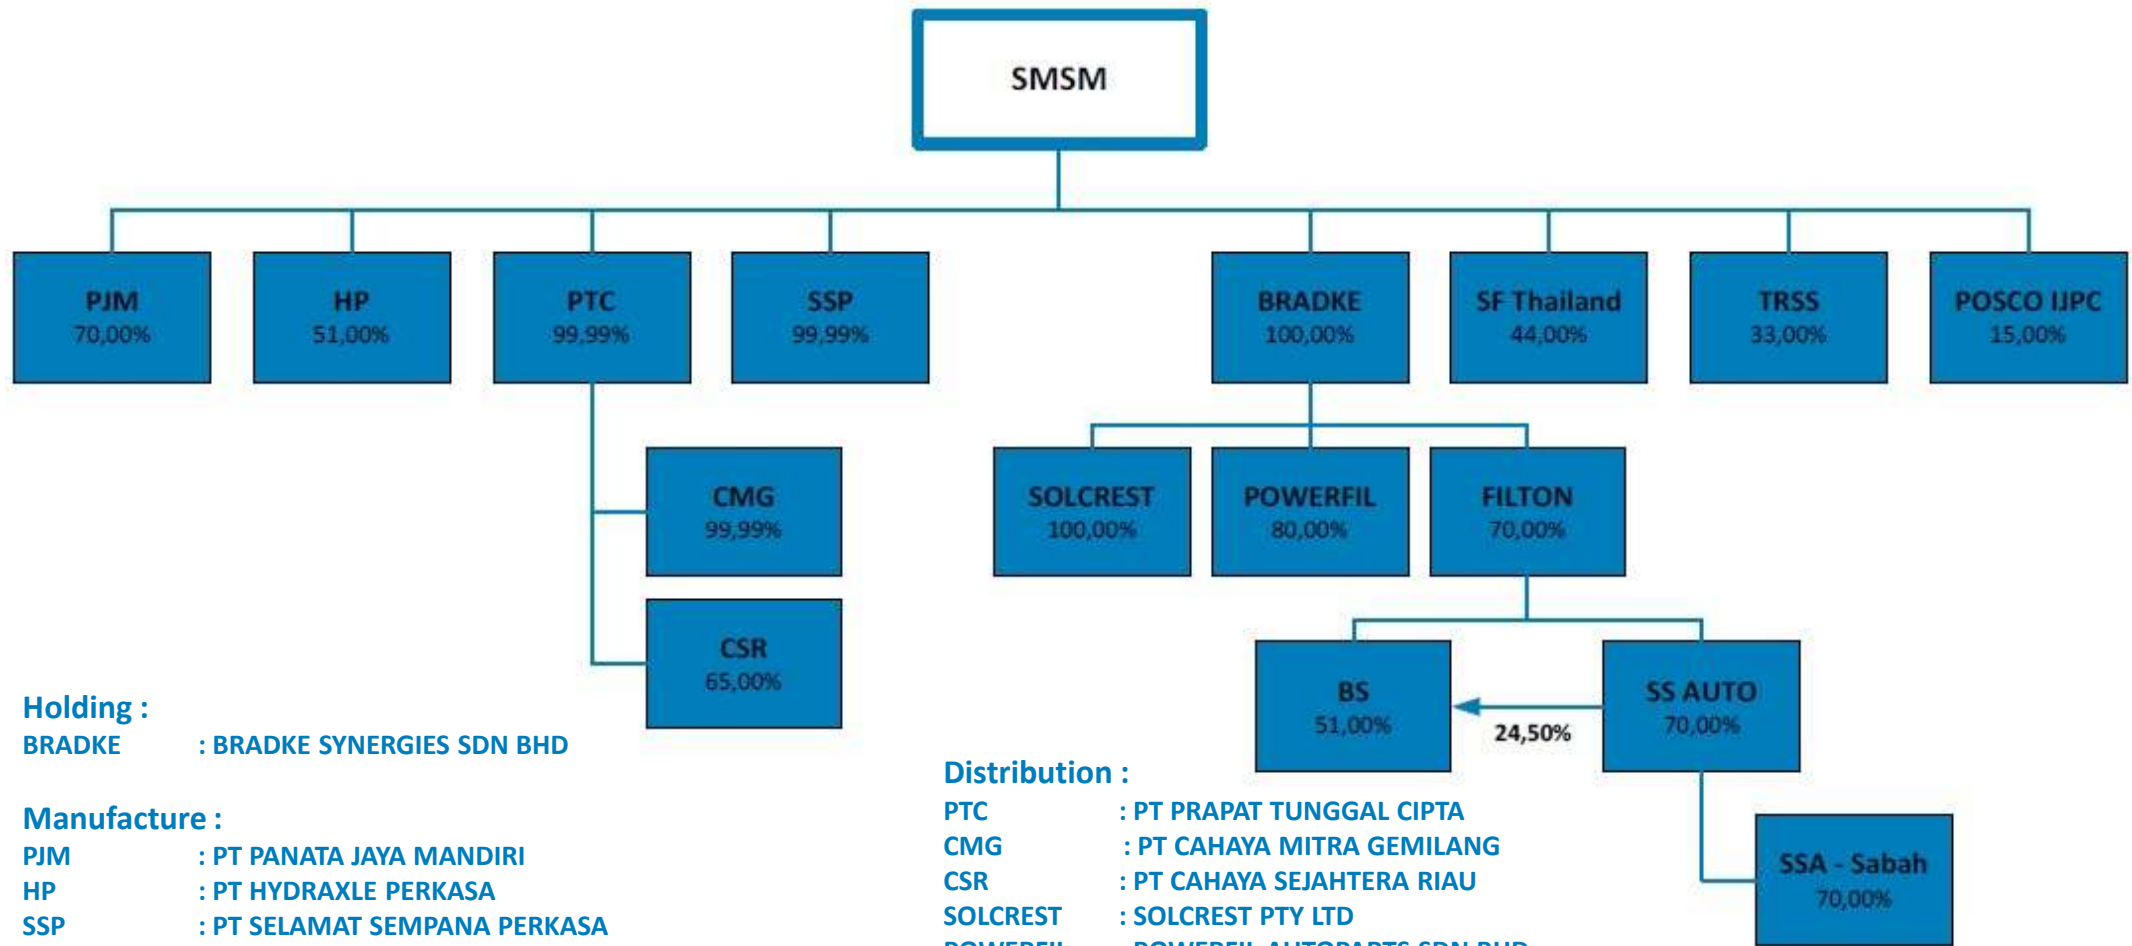 SMSM
PJM
70,00%
HP
51,00%
PTC
99,99%
SSP
99,99%
BRADKE
100,00%
SF Thailand
44,00%
TRSS
33,00%
POSCO IJPC
15,00%
CMG
99,99%
CSR
65,00%
SOLCREST
100,00%
POWERFIL
80,00%
FILTON
70,00%
BS
51,00%
24,50%
SS AUTO
70,00%
SSA - Sabah
70,00%
Holding :
BRADKE : BRADKE SYNERGIES SDN BHD
Manufacture :
PJM : PT PANATA JAYA MANDIRI
HP : PT HYDRAXLE PERKASA
SSP : PT SELAMAT SEMPANA PERKASA
Distribution :
PTC : PT PRAPAT TUNGGAL CIPTA
CMG : PT CAHAYA MITRA GEMILANG
CSR : PT CAHAYA SEJAHTERA RIAU
SOLCREST : SOLCREST PTY LTD
POWERFIL : POWERFIL AUTOPARTS SDN BHD